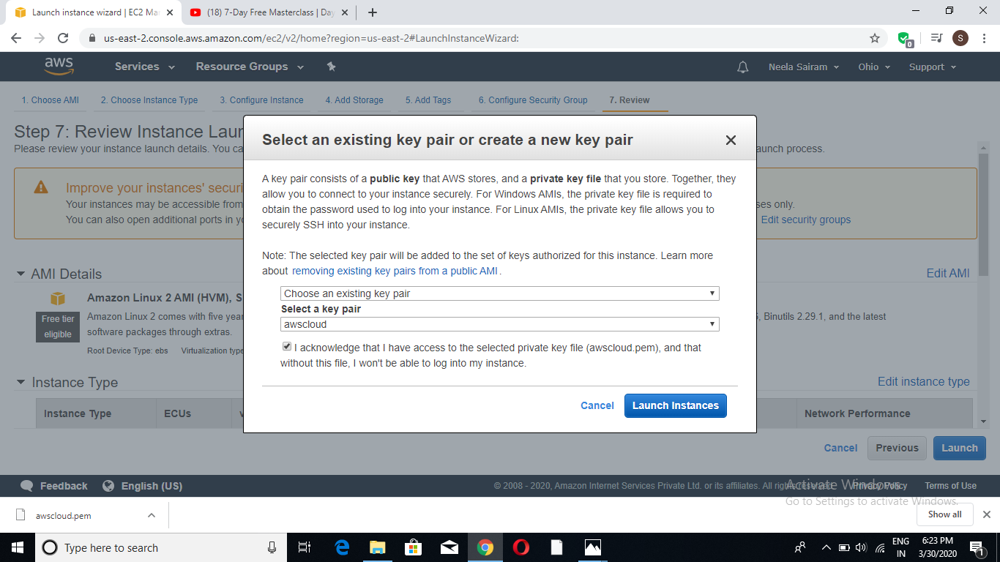 Launch instance wizard | EC2 Mar
(18) 7-Day Free Masterclass | Day
us-east-2.console.aws.amazon.com/ec2/v2/home?region=us-east-2#LaunchInstanceWizard:
0
S
aws
Services
Resource Groups
Neela Sairam
Ohio
Support
1. Choose AMI
2. Choose Instance Type
3. Configure Instance
4. Add Storage
5. Add Tags
6. Configure Security Group
7. Review
Step 7: Review Instance Laun
Please review your instance launch details. You ca
aunch process.
Improve your instances' securi
Your instances may be accessible from
ses only.
You can also open additional ports in yo
Edit security groups
AMI Details
Edit AMI
Amazon Linux 2 AMI (HVM), S
Free tier
eligible
Amazon Linux 2 comes with five year
, Binutils 2.29.1, and the latest
software packages through extras.
Root Device Type: ebs Virtualization type
Instance Type
Edit instance type
Instance Type
ECUs
Network Performance
Select an existing key pair or create a new key pair
A key pair consists of a public key that AWS stores, and a private key file that you store. Together, they
allow you to connect to your instance securely. For Windows AMIs, the private key file is required to
obtain the password used to log into your instance. For Linux AMIs, the private key file allows you to
securely SSH into your instance.
Note: The selected key pair will be added to the set of keys authorized for this instance. Learn more
about removing existing key pairs from a public AMI .
Choose an existing key pair
Select a key pair
awscloud
I acknowledge that I have access to the selected private key file (awscloud.pem), and that
without this file, I won't be able to log into my instance.
Cancel
Launch Instances
Cancel
Previous
Launch
Feedback
English (US)
© 2008 - 2020, Amazon Internet Services Private Ltd. or its affiliates. All rights reserved.
Privacy Policy
Terms of Use
Activate Windows
Go to Settings to activate Windows.
awscloud.pem
Show all
Type here to search
ENG
IN
6:23 PM
3/30/2020
1